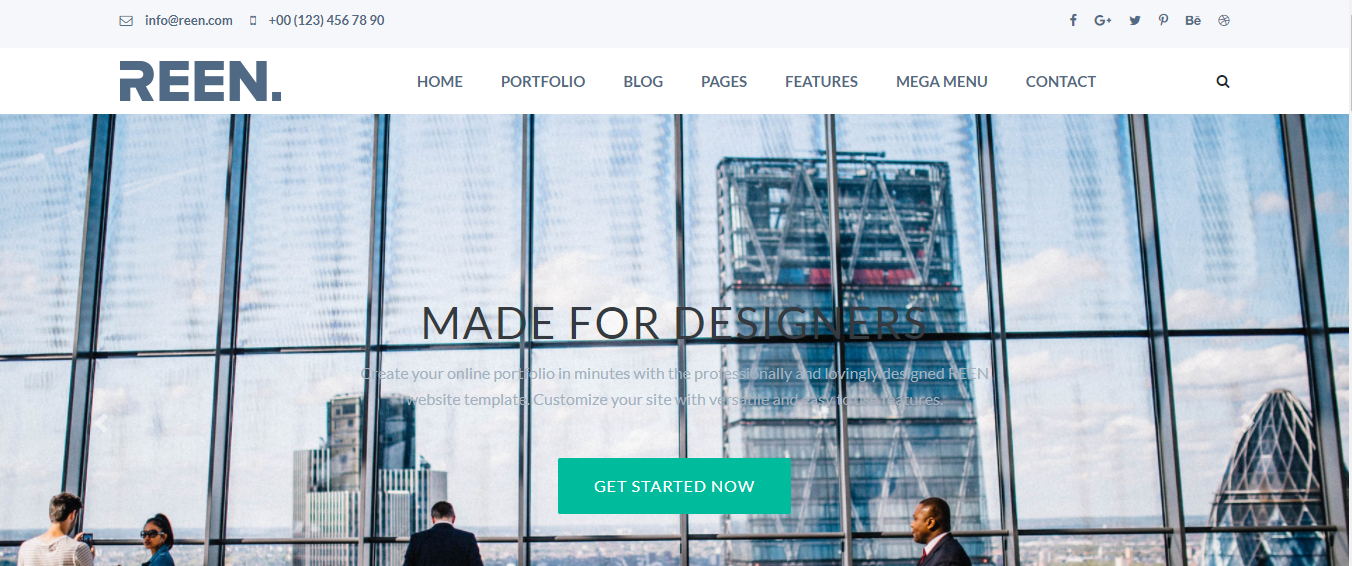 info@reen.com +00 (123) 456 78 90
REEN.
HOME PORTFOLIO BLOG PAGES FEATURES MEGA MENU CONTACT
MADE FOR DESIGNERS
Create your online portfolio in minutes with the professionally and lovingly designed REEN
website template. Customize your site with versatile and easy to use features.
GET STARTED NOW